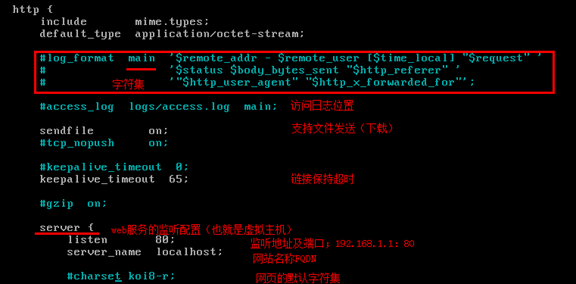 http {
include mime.types;
default_type application/octet-stream;
#log_format main '$remote_addr - $remote_user [$time_local] "$request" '
# '$status $body_bytes_sent "$http_referer" '
# '"$http_user_agent" "$http_x_forwarded_for"';
字符集
#access_log logs/access.log main; 访问日志位置
sendfile on; 支持文件发送（下载）
#tcp_nopush on;
#keepalive_timeout 0;
keepalive_timeout 65; 链接保持超时
#gzip on;
server { web服务的监听配置（也就是虚拟主机）
listen 80; 监听地址及端口：192.168.1.1：80
server_name localhost;
网站名称FQDN
#charset koi8-r; 网页的默认字符集